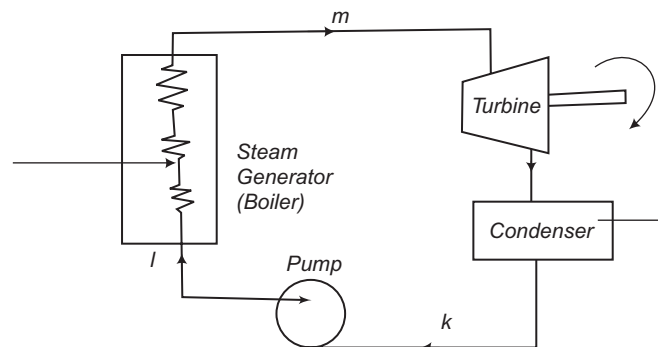 m
Turbine
Steam
Generator
(Boiler)
Condenser
l
Pump
k